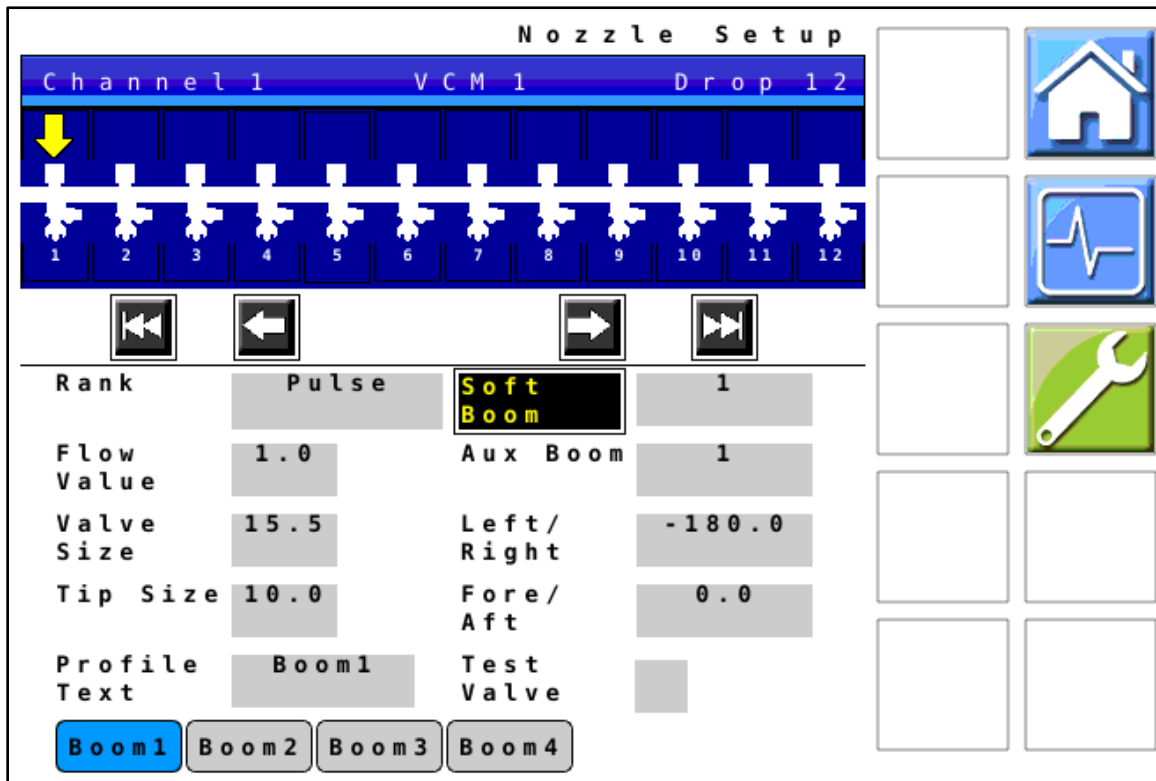 Nozzle Setup
Channel 1 VCM 1 Drop 12
1 2 3 4 5 6 7 8 9 10 11 12
Rank Pulse Soft 1
Boom
Flow 1.0 Aux Boom 1
Value
Valve 15.5 Left/ -180.0
Size Right
Tip Size 10.0 Fore/ 0.0
Aft
Profile Boom1 Test
Text Valve
Boom1 Boom2 Boom3 Boom4